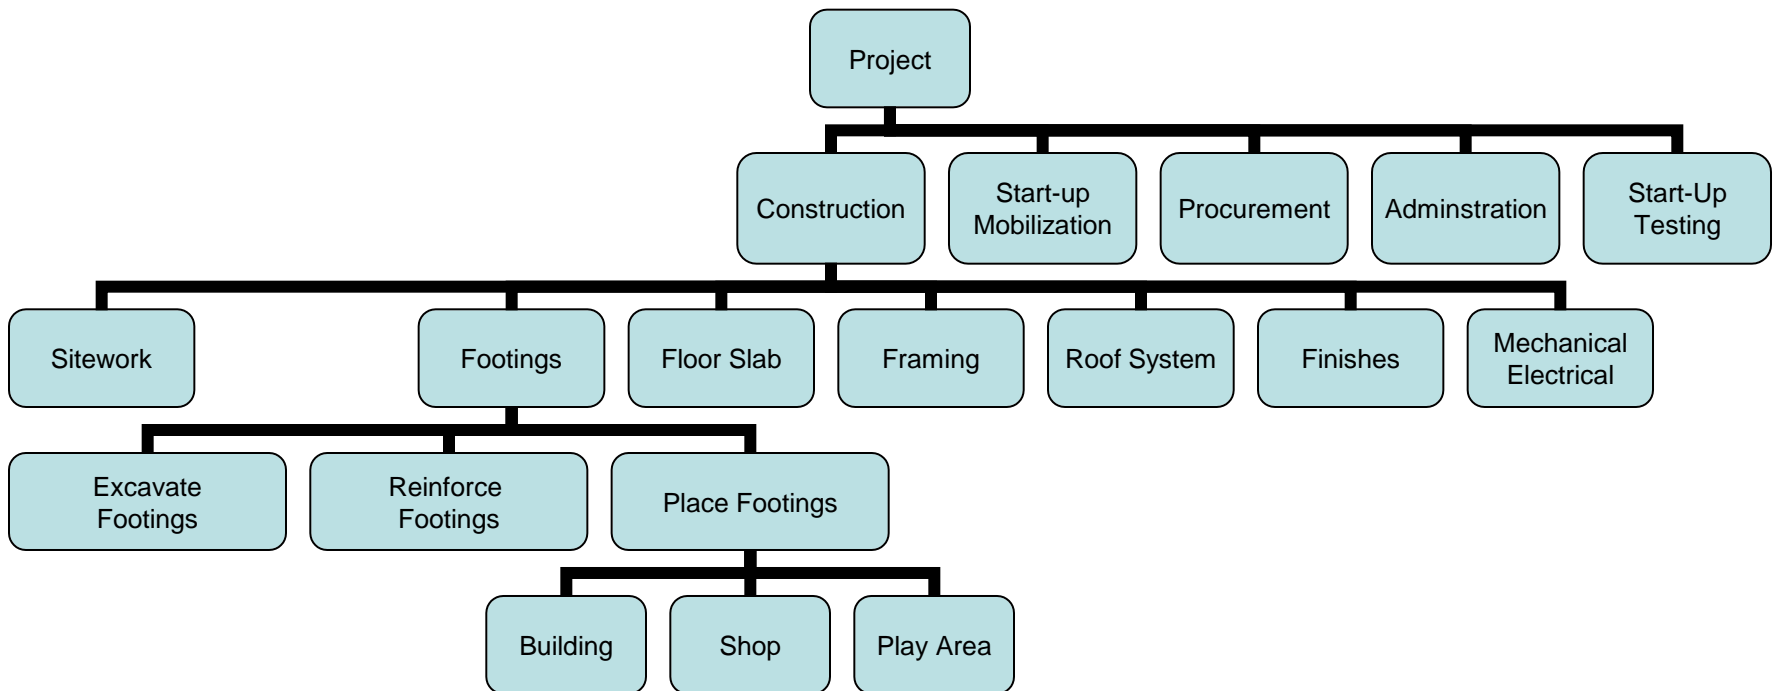 Project
Construction
Start-up
Mobilization
Procurement
Adminstration
Start-Up
Testing
Sitework
Footings
Floor Slab
Framing
Roof System
Finishes
Mechanical
Electrical
Excavate
Footings
Reinforce
Footings
Place Footings
Building
Shop
Play Area